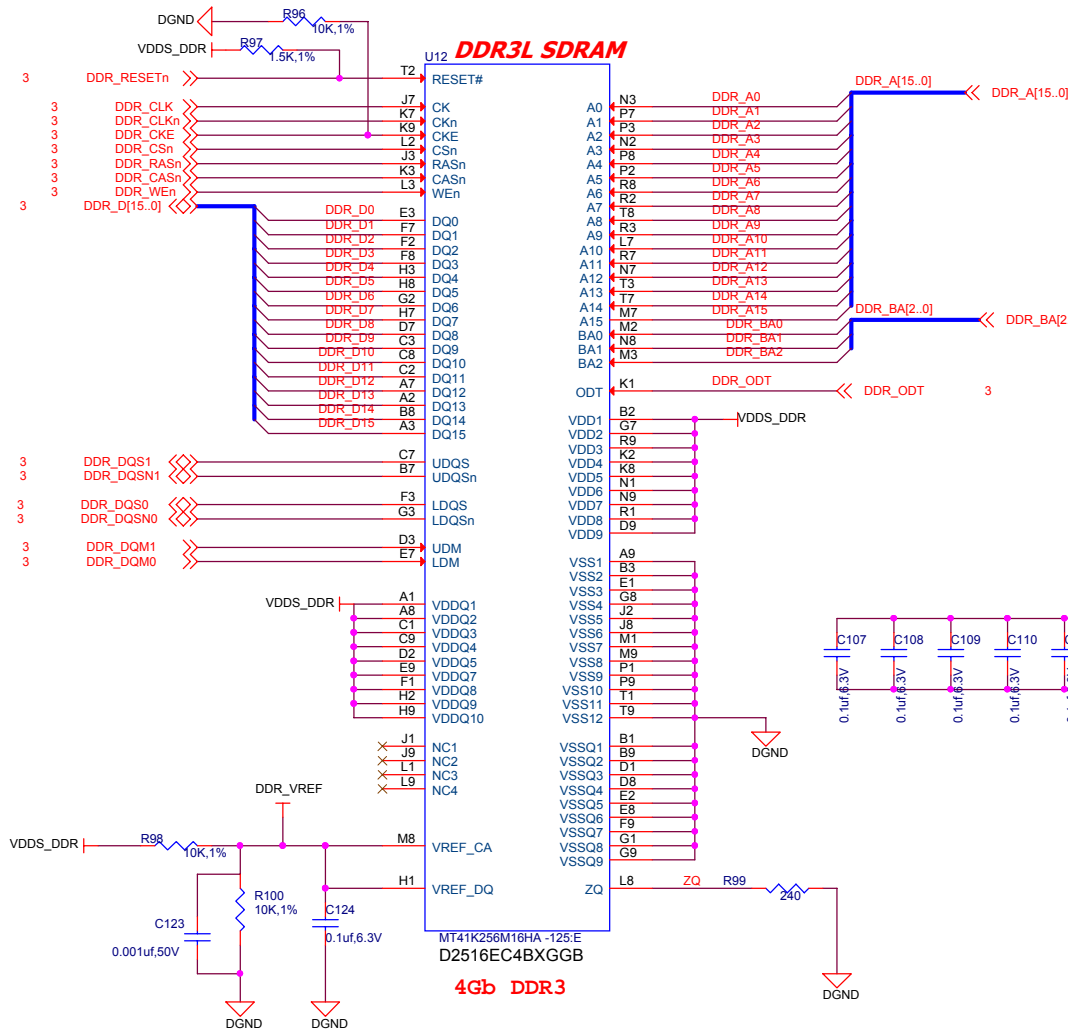 DGND
R96
10K,1%
VDDS_DDR
R97
1.5K,1%
U12
DDR3L SDRAM
3 DDR_RESETn T2 RESET#
3 DDR_CLK J7 CK
3 DDR_CLKn K7 CKn
3 DDR_CKE K9 CKE
3 DDR_CSn L2 CSn
3 DDR_RASn J3 RASn
3 DDR_CASn K3 CASn
3 DDR_WEn L3 WEn
3 DDR_D[15..0]
DDR_D0 E3 DQ0
DDR_D1 F7 DQ1
DDR_D2 F2 DQ2
DDR_D3 F8 DQ3
DDR_D4 H3 DQ4
DDR_D5 H8 DQ5
DDR_D6 G2 DQ6
DDR_D7 H7 DQ7
DDR_D8 D7 DQ8
DDR_D9 C3 DQ9
DDR_D10 C8 DQ10
DDR_D11 C2 DQ11
DDR_D12 A7 DQ12
DDR_D13 A2 DQ13
DDR_D14 B8 DQ14
DDR_D15 A3 DQ15
3 DDR_DQS1 C7 UDQS
3 DDR_DQSN1 B7 UDQSn
3 DDR_DQS0 F3 LDQS
3 DDR_DQSN0 G3 LDQSn
3 DDR_DQM1 D3 UDM
3 DDR_DQM0 E7 LDM
VDDS_DDR
A1 VDDQ1
A8 VDDQ2
C1 VDDQ3
C9 VDDQ4
D2 VDDQ5
E9 VDDQ7
F1 VDDQ8
H2 VDDQ9
H9 VDDQ10
J1 NC1
J9 NC2
L1 NC3
L9 NC4
DDR_VREF
VDDS_DDR
R98
10K,1%
M8 VREF_CA
H1 VREF_DQ
R100
10K,1%
C123
0.001uf,50V
C124
0.1uf,6.3V
DGND
DGND
A0 N3 DDR_A0
A1 P7 DDR_A1
A2 P3 DDR_A2
A3 N2 DDR_A3
A4 P8 DDR_A4
A5 P2 DDR_A5
A6 R8 DDR_A6
A7 R2 DDR_A7
A8 T8 DDR_A8
A9 R3 DDR_A9
A10 L7 DDR_A10
A11 R7 DDR_A11
A12 N7 DDR_A12
A13 T3 DDR_A13
A14 T7 DDR_A14
A15 M7 DDR_A15
BA0 M2 DDR_BA0
BA1 N8 DDR_BA1
BA2 M3 DDR_BA2
DDR_A[15..0]
DDR_A[15..0]
DDR_BA[2..0]
DDR_BA[2
ODT K1 DDR_ODT DDR_ODT 3
VDD1 B2 VDDS_DDR
VDD2 G7
VDD3 R9
VDD4 K2
VDD5 K8
VDD6 N1
VDD7 N9
VDD8 R1
VDD9 D9
VSS1 A9
VSS2 B3
VSS3 E1
VSS4 G8
VSS5 J2
VSS6 J8
VSS7 M1
VSS8 M9
VSS9 P1
VSS10 P9
VSS11 T1
VSS12 T9
DGND
VSSQ1 B1
VSSQ2 B9
VSSQ3 D1
VSSQ4 D8
VSSQ5 E2
VSSQ6 E8
VSSQ7 F9
VSSQ8 G1
VSSQ9 G9
ZQ L8 ZQ R99
240
DGND
C107
0.1uf,6.3V
C108
0.1uf,6.3V
C109
0.1uf,6.3V
C110
0.1uf,6.3V
MT41K256M16HA -125:E
D2516EC4BXGGB
4Gb DDR3